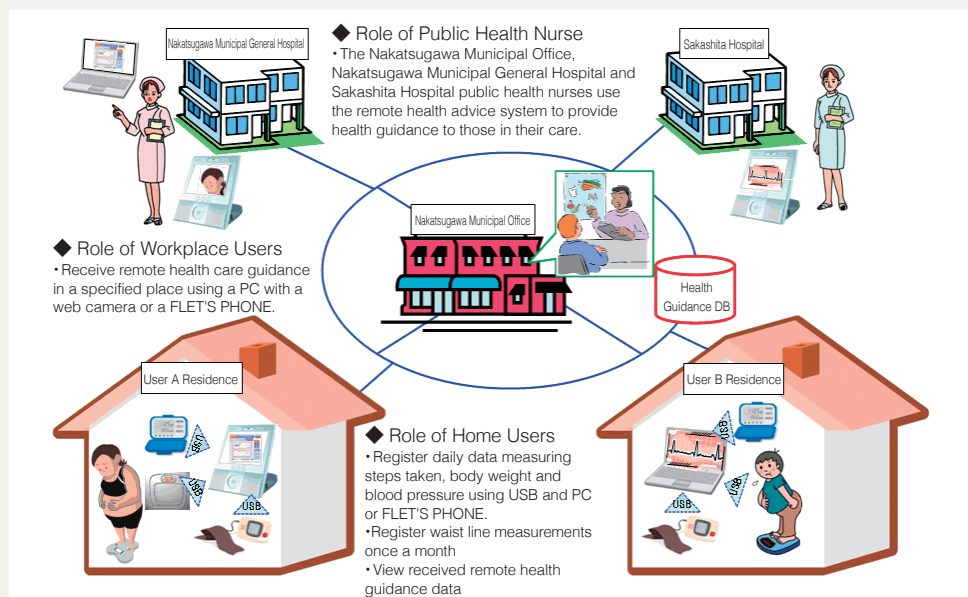 Nakatsugawa Municipal General Hospital
◆ Role of Public Health Nurse
・The Nakatsugawa Municipal Office,
Nakatsugawa Municipal General Hospital and
Sakashita Hospital public health nurses use
the remote health advice system to provide
health guidance to those in their care.
Sakashita Hospital
Nakatsugawa Municipal Office
◆ Role of Workplace Users
・Receive remote health care guidance
in a specified place using a PC with a
web camera or a FLET'S PHONE.
Health
Guidance DB
User A Residence
USB
USB
USB
◆ Role of Home Users
・Register daily data measuring
steps taken, body weight and
blood pressure using USB and PC
or FLET'S PHONE.
・Register waist line measurements
once a month
・View received remote health
guidance data
User B Residence
USB
USB
USB